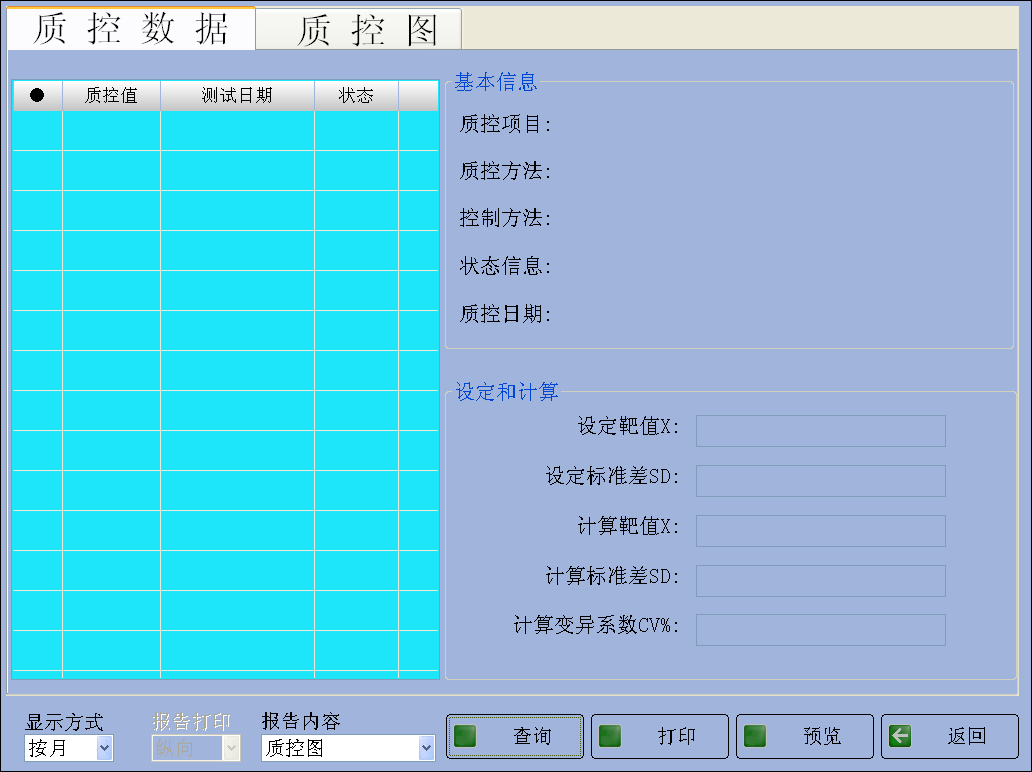 质控数据 质控图
● 质控值 测试日期 状态
基本信息
质控项目:
质控方法:
控制方法:
状态信息:
质控日期:
设定和计算
设定靶值X:
设定标准差SD:
计算靶值X:
计算标准差SD:
计算变异系数CV%:
显示方式 报告打印 报告内容
按月 纵向 质控图 查询 打印 预览 返回